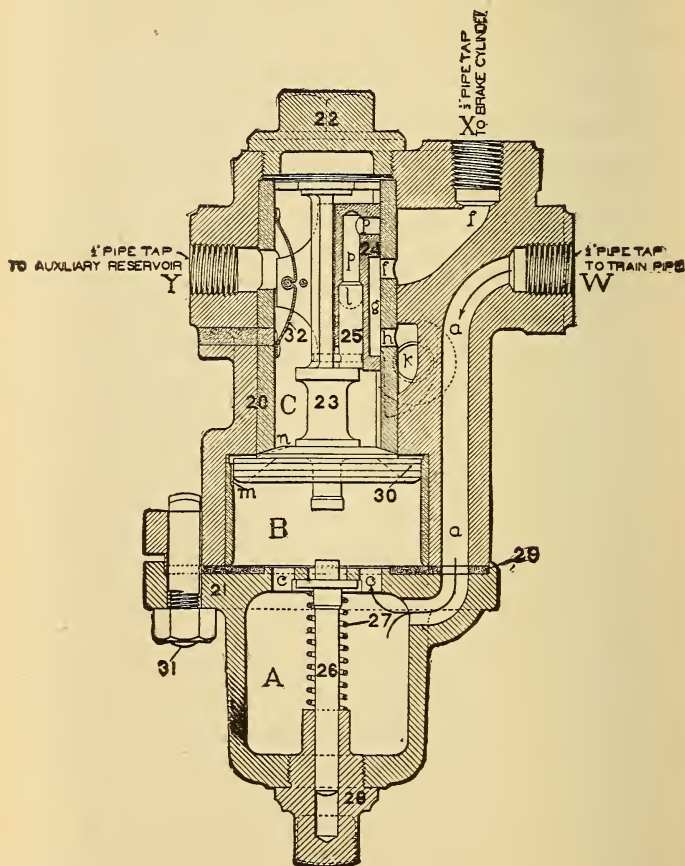 ½" PIPE TAP
TO BRAKE CYLINDER
X
22
f
P
24
½" PIPE TAP
TO AUXILIARY RESERVOIR
Y
½" PIPE TAP
TO TRAIN PIPE
W
P
f
a
l
g
32
25
h
k
20
C
23
n
m
30
B
a
29
21
c
c
27
31
A
26
28